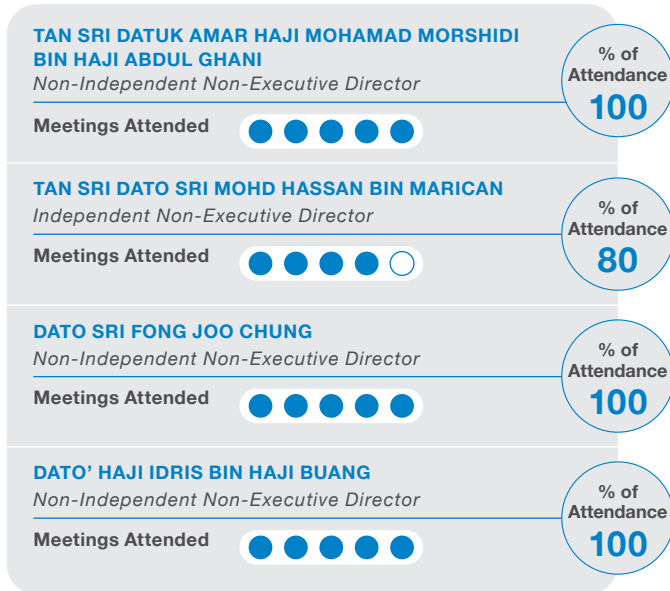 TAN SRI DATUK AMAR HAJI MOHAMAD MORSHIDI
BIN HAJI ABDUL GHANI
Non-Independent Non-Executive Director
Meetings Attended
% of
Attendance
100
TAN SRI DATO SRI MOHD HASSAN BIN MARICAN
Independent Non-Executive Director
Meetings Attended
% of
Attendance
80
DATO SRI FONG JOO CHUNG
Non-Independent Non-Executive Director
Meetings Attended
% of
Attendance
100
DATO’ HAJI IDRIS BIN HAJI BUANG
Non-Independent Non-Executive Director
Meetings Attended
% of
Attendance
100